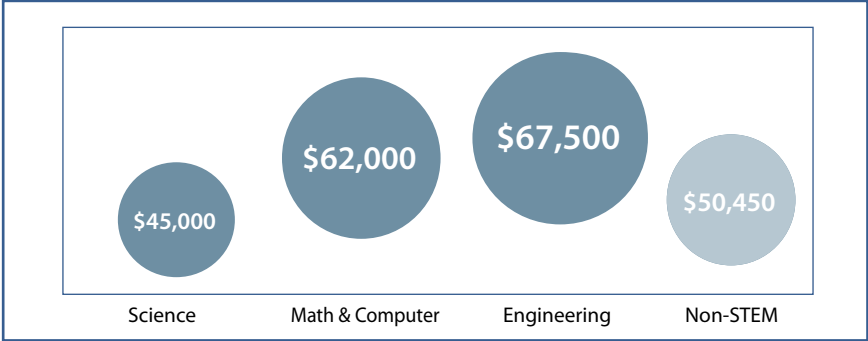 $45,000
$62,000
$67,500
$50,450
Science
Math & Computer
Engineering
Non-STEM